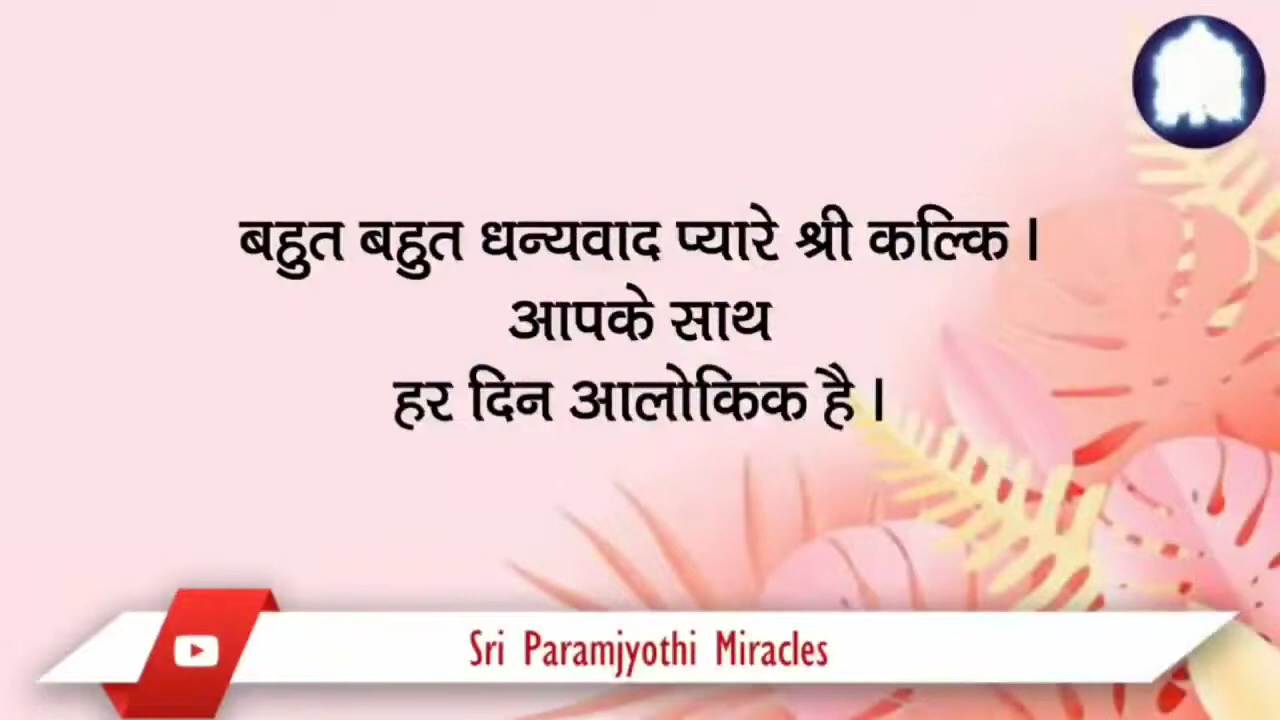 बहुत बहुत धन्यवाद प्यारे श्री कल्कि ।
आपके साथ
हर दिन आलोकिक है ।
Sri Paramjyothi Miracles